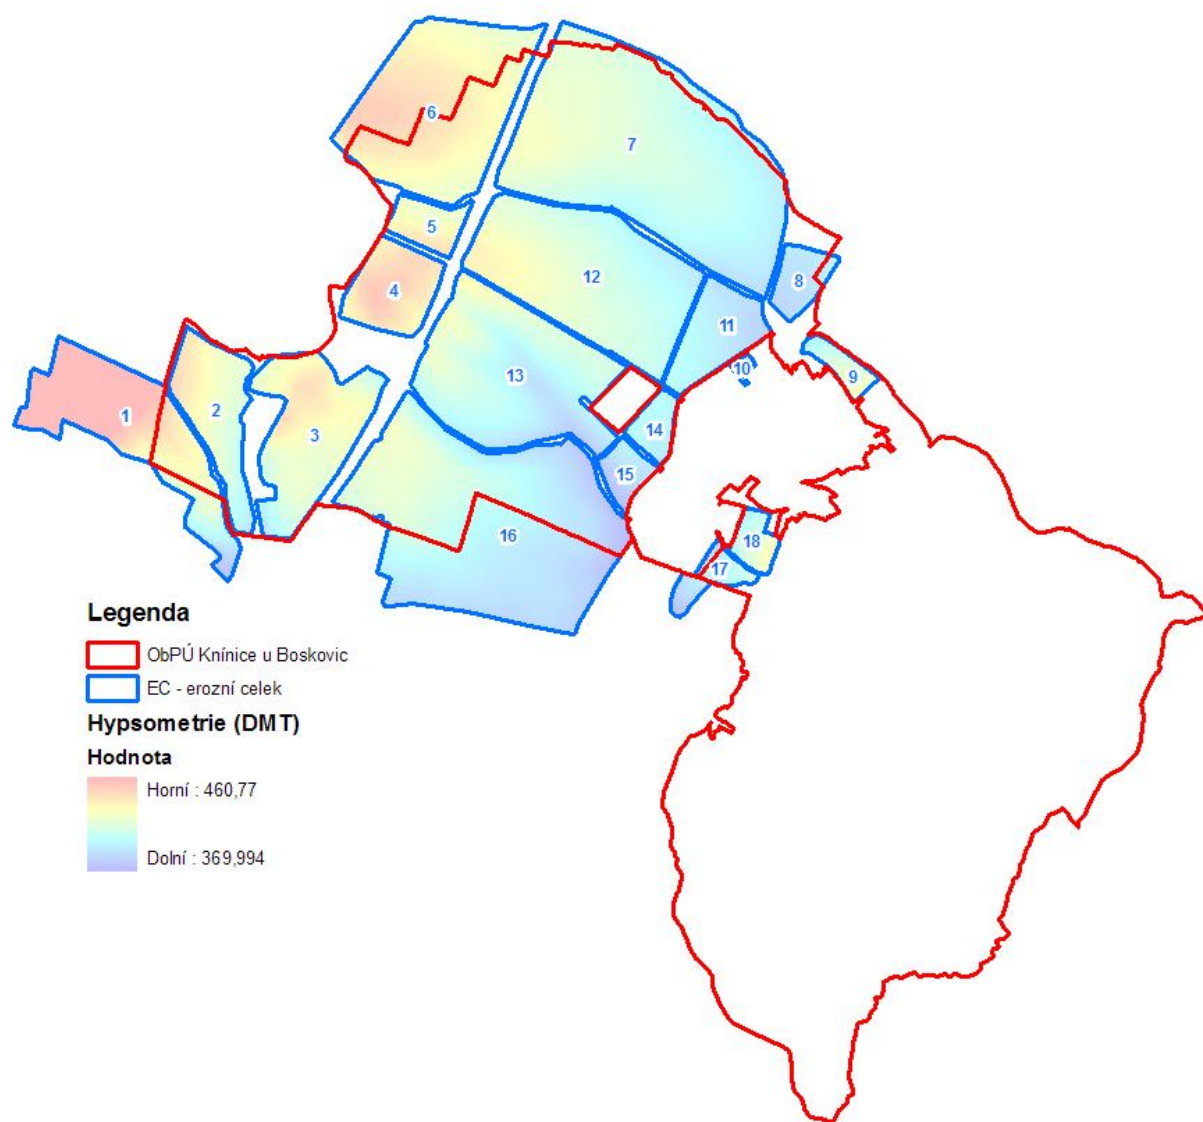 6
7
5
8
12
4
11
10
13
9
1
2
3
14
15
16
18
17
Legenda
ObPÚ Knínice u Boskovic
EC - erozní celek
Hypsometrie (DMT)
Hodnota
Horní : 460,77
Dolní : 369,994